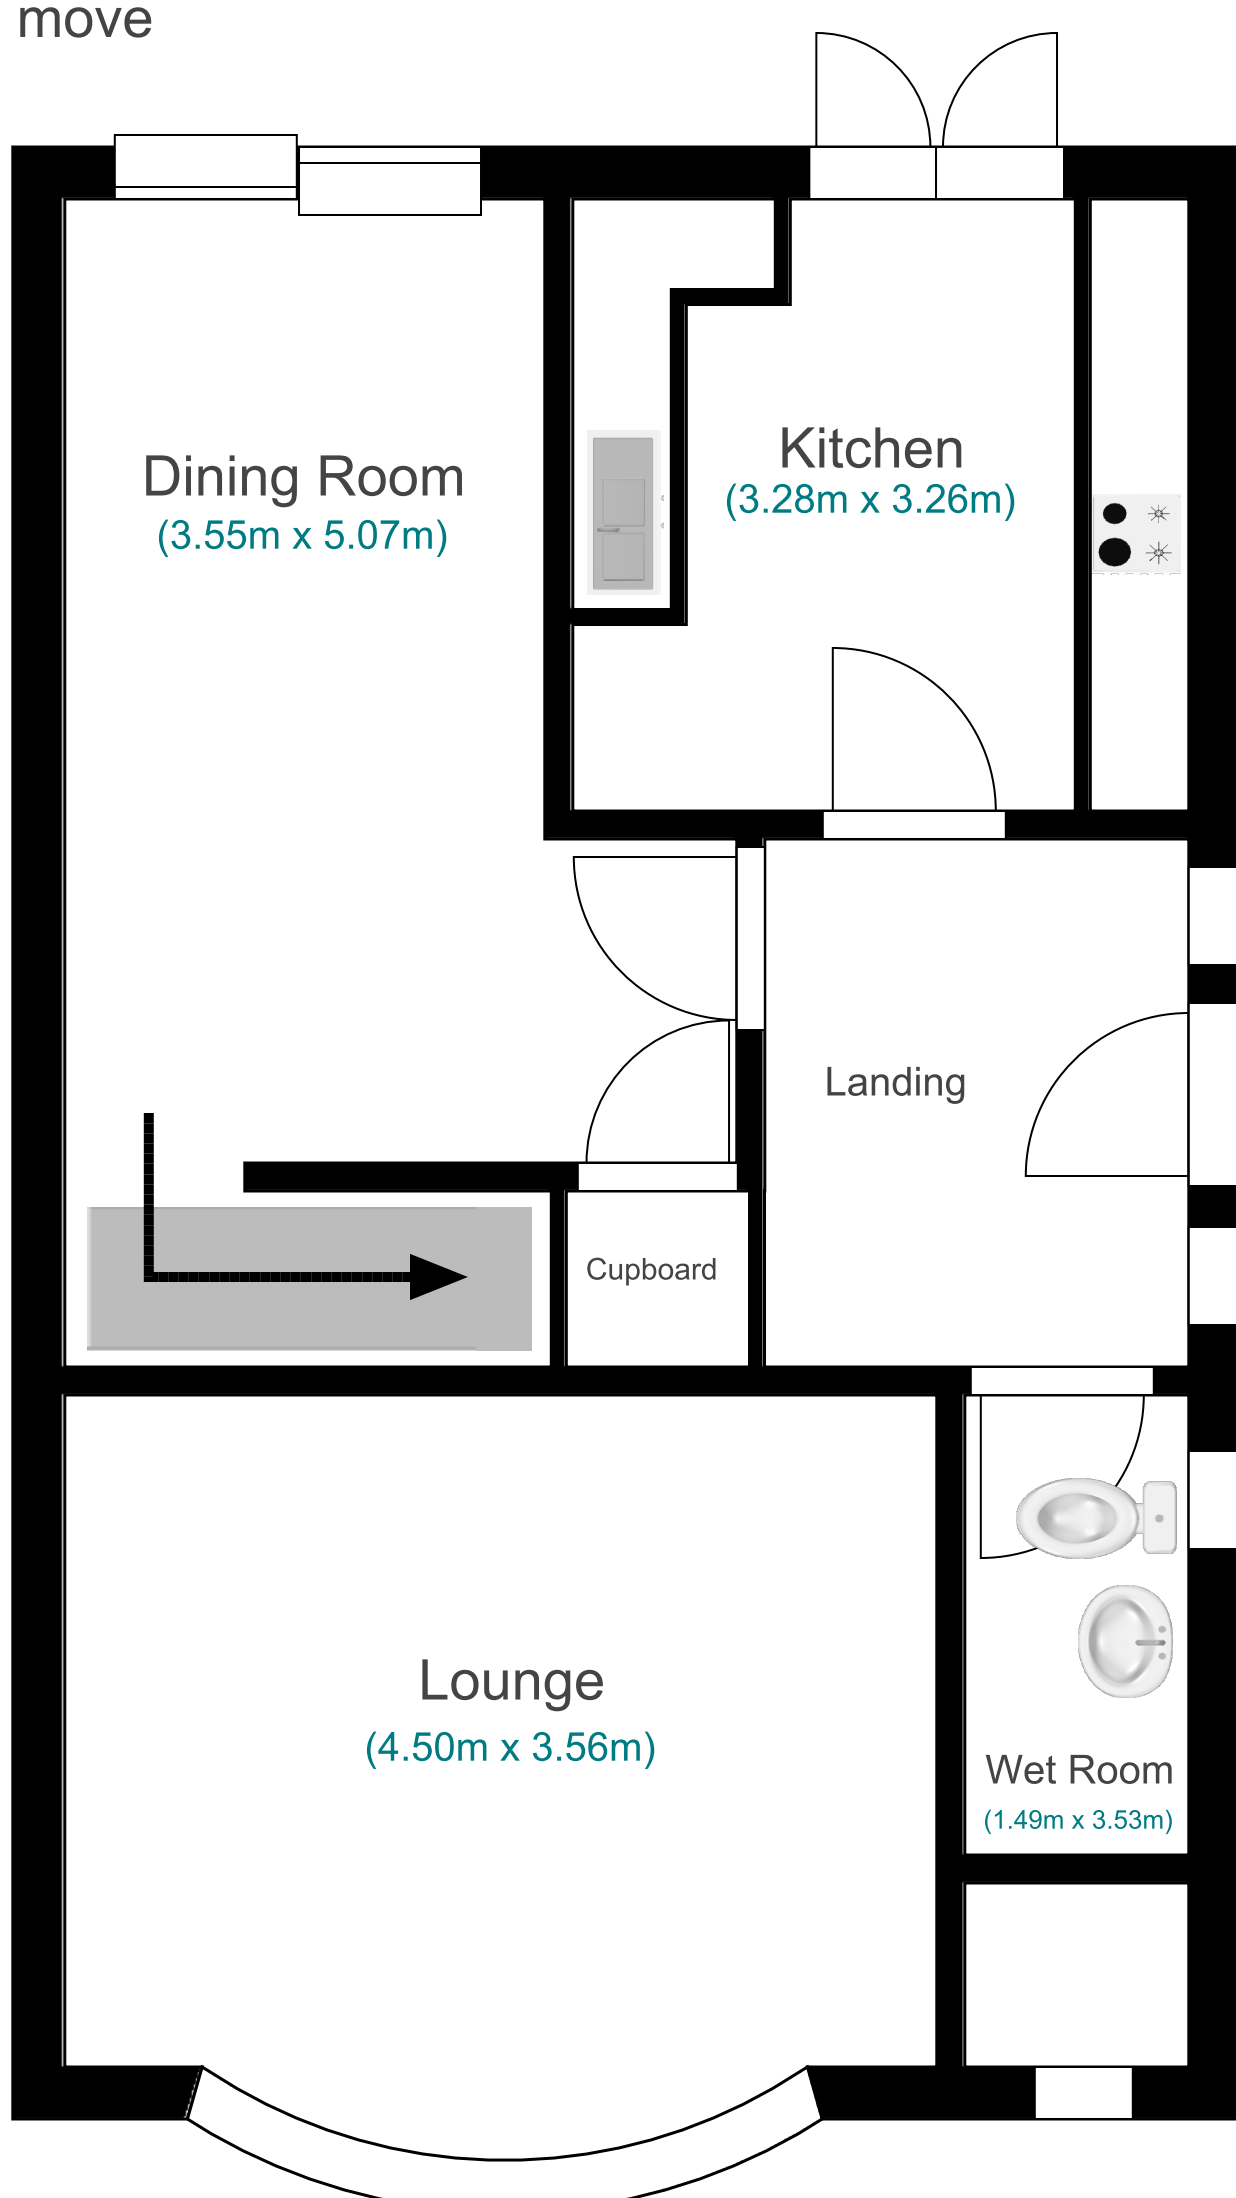 move
Dining Room
(3.55m x 5.07m)
Kitchen
(3.28m x 3.26m)
Landing
Cupboard
Lounge
(4.50m x 3.56m)
Wet Room
(1.49m x 3.53m)